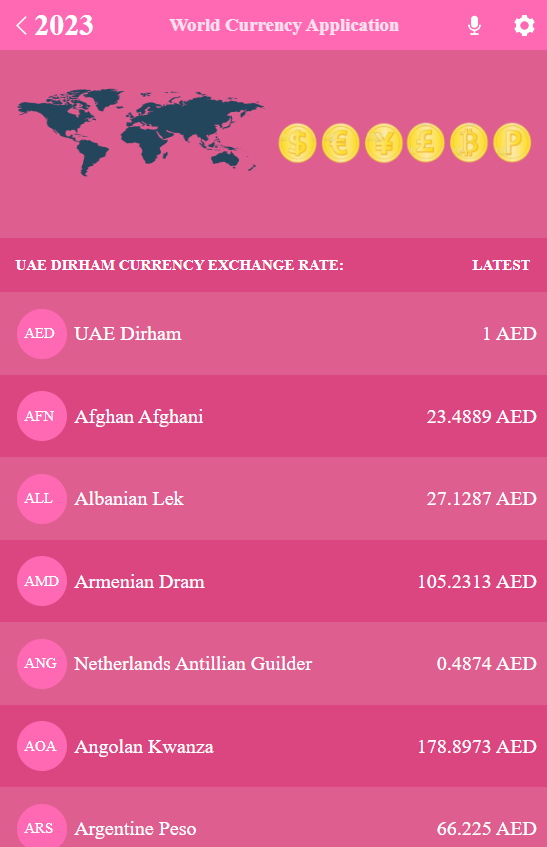 2023
World Currency Application
$ € ¥ £ ₿ P
UAE DIRHAM CURRENCY EXCHANGE RATE: LATEST
AED UAE Dirham 1 AED
AFN Afghan Afghani 23.4889 AED
ALL Albanian Lek 27.1287 AED
AMD Armenian Dram 105.2313 AED
ANG Netherlands Antillian Guilder 0.4874 AED
AOA Angolan Kwanza 178.8973 AED
ARS Argentine Peso 66.225 AED